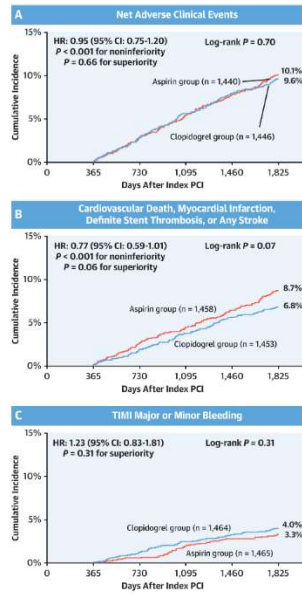 A Net Adverse Clinical Events
HR: 0.95 (95% CI: 0.75-1.20)
P < 0.001 for noninferiority
P = 0.66 for superiority
Log-rank P = 0.70
Cumulative Incidence
15%
10%
5%
0%
Aspirin group (n = 1,440)
Clopidogrel group (n = 1,446)
10.1%
9.6%
0 365 730 1,095 1,460 1,825
Days After Index PCI
B Cardiovascular Death, Myocardial Infarction,
Definite Stent Thrombosis, or Any Stroke
HR: 0.77 (95% CI: 0.59-1.01)
P < 0.001 for noninferiority
P = 0.06 for superiority
Log-rank P = 0.07
Cumulative Incidence
15%
10%
5%
0%
Aspirin group (n = 1,458)
Clopidogrel group (n = 1,453)
8.7%
6.8%
0 365 730 1,095 1,460 1,825
Days After Index PCI
C TIMI Major or Minor Bleeding
HR: 1.23 (95% CI: 0.83-1.81)
P = 0.31 for superiority
Log-rank P = 0.31
Cumulative Incidence
15%
10%
5%
0%
Clopidogrel group (n = 1,464)
Aspirin group (n = 1,465)
4.0%
3.3%
0 365 730 1,095 1,460 1,825
Days After Index PCI